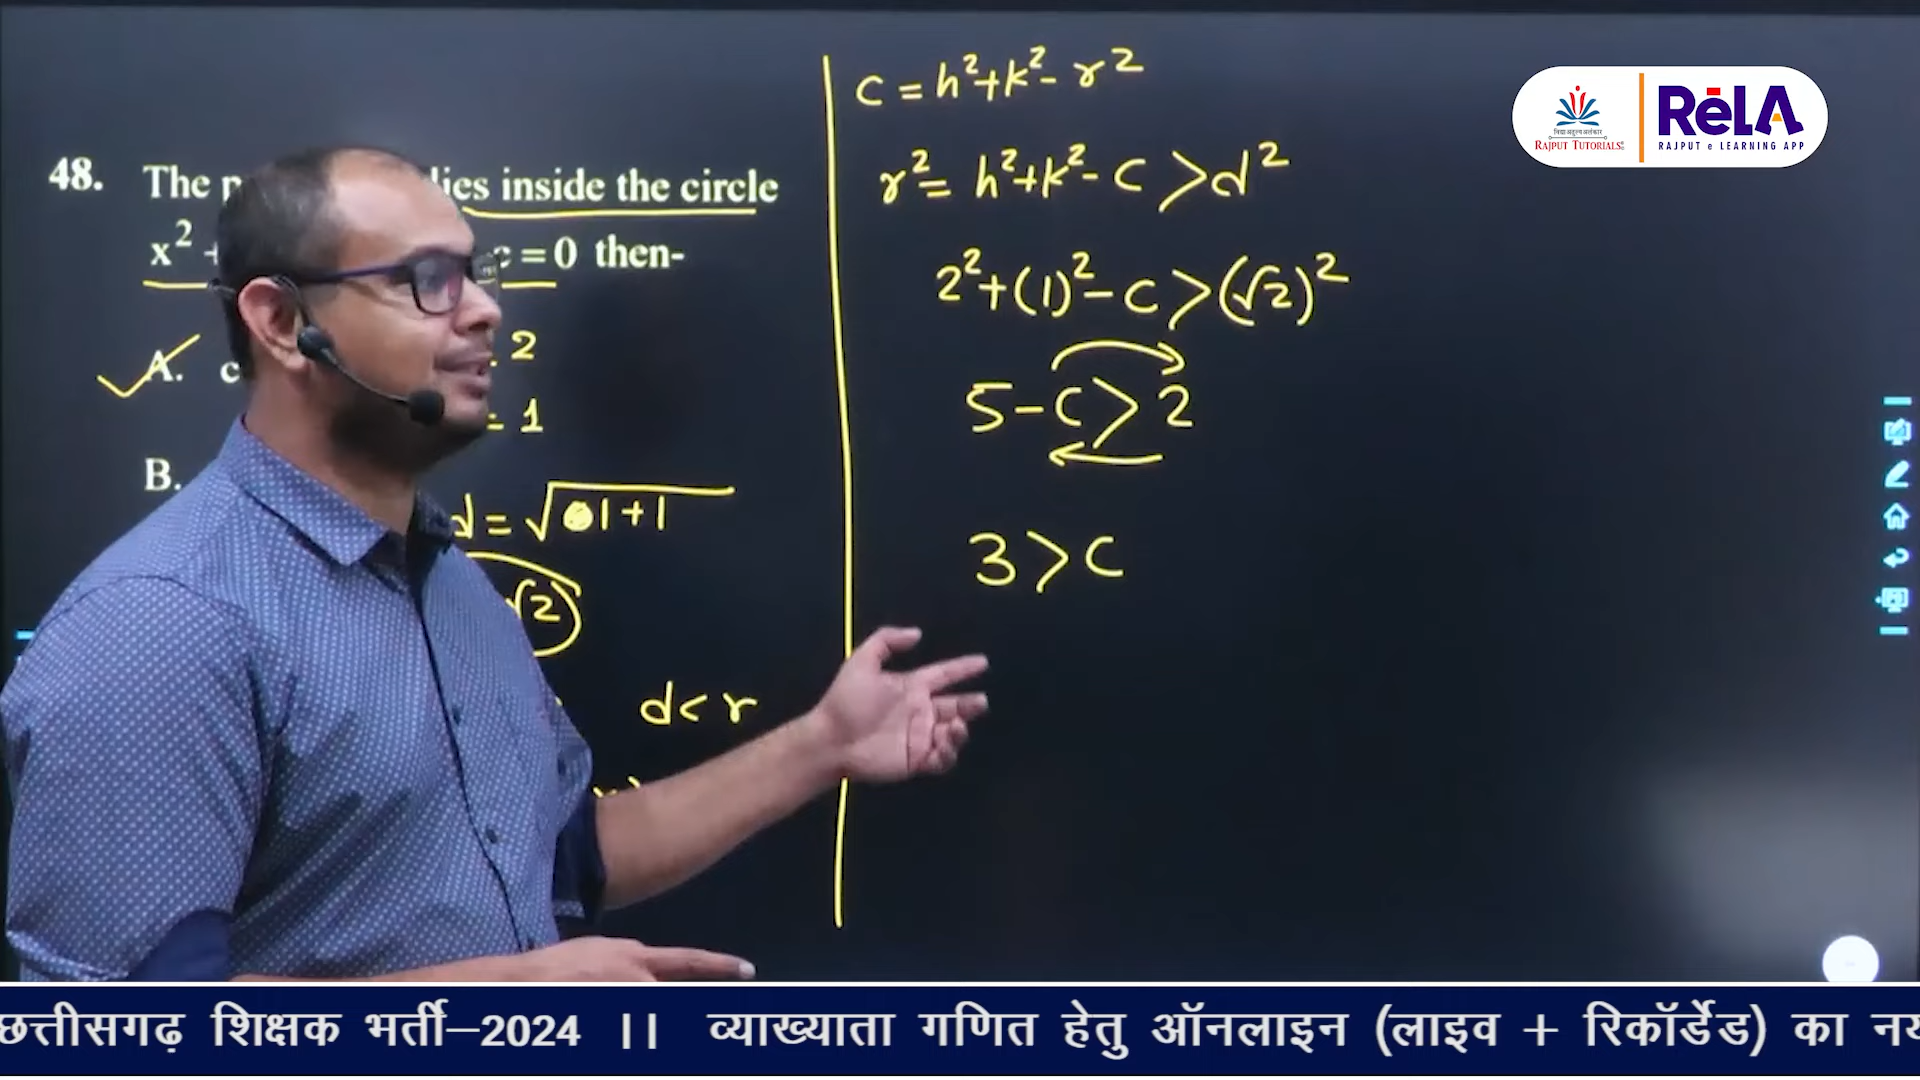 48. The lies inside the circle
x² + = 0 then-
A. c 2
= 1
B.
d = √1+1
√2
d < r
c = h²+k²- r²
r² = h²+k²- c > d²
2²+(1)²- c > (√2)²
5 - c > 2
3 > c
विद्या
RAJPUT TUTORIALS
RėLA
RAJPUT e LEARNING APP
छत्तीसगढ़ शिक्षक भर्ती–2024 ।। व्याख्याता गणित हेतु ऑनलाइन (लाइव + रिकॉर्डेड) का